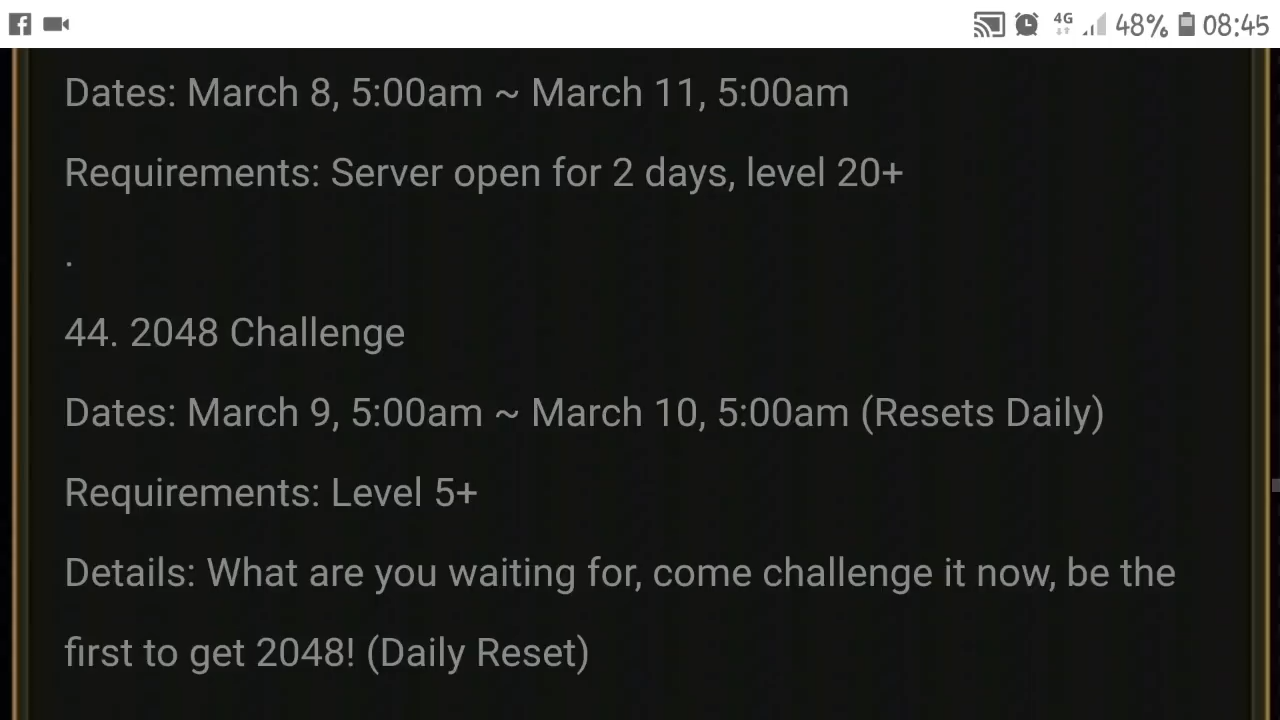 4G 48% 08:45
Dates: March 8, 5:00am ~ March 11, 5:00am
Requirements: Server open for 2 days, level 20+
.
44. 2048 Challenge
Dates: March 9, 5:00am ~ March 10, 5:00am (Resets Daily)
Requirements: Level 5+
Details: What are you waiting for, come challenge it now, be the
first to get 2048! (Daily Reset)